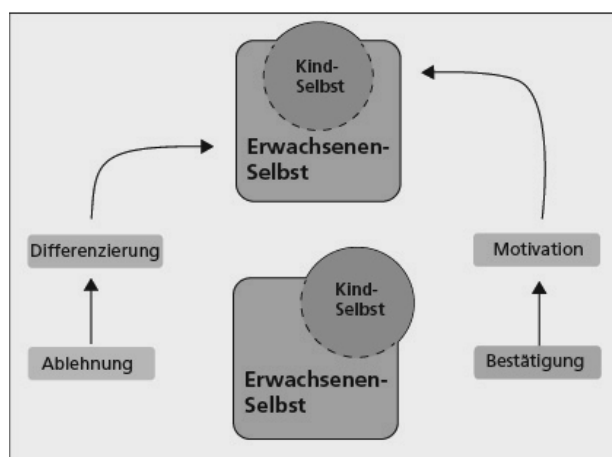 Kind-
Selbst
Erwachsenen-
Selbst
Differenzierung
Motivation
Kind-
Selbst
Ablehnung
Bestätigung
Erwachsenen-
Selbst